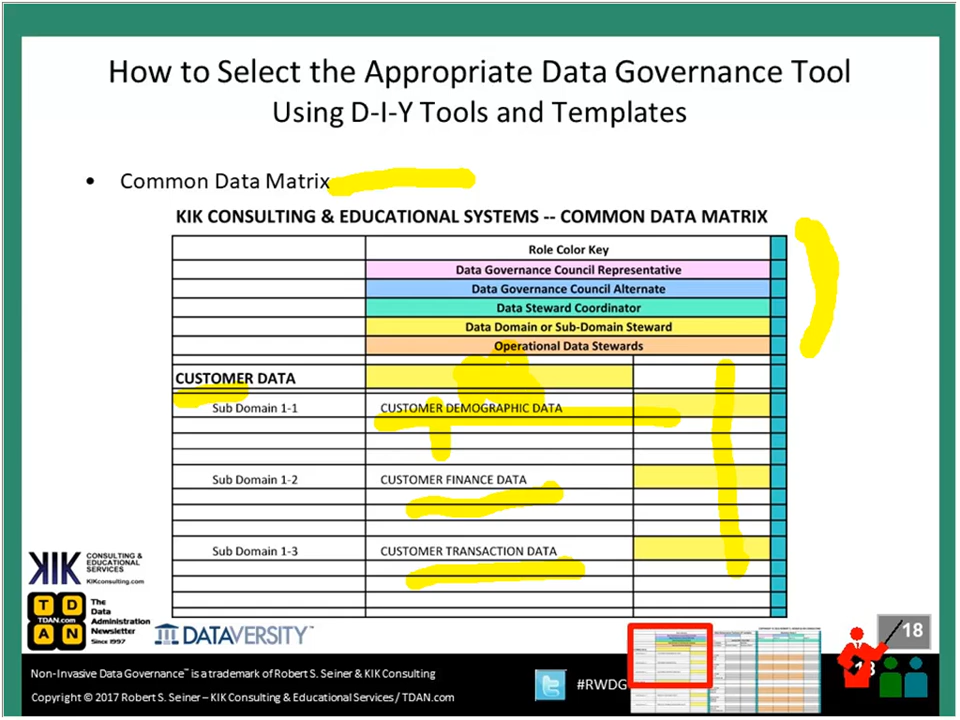 How to Select the Appropriate Data Governance Tool
Using D-I-Y Tools and Templates
• Common Data Matrix
KIK CONSULTING & EDUCATIONAL SYSTEMS -- COMMON DATA MATRIX
Role Color Key
Data Governance Council Representative
Data Governance Council Alternate
Data Steward Coordinator
Data Domain or Sub-Domain Steward
Operational Data Stewards
CUSTOMER DATA
Sub Domain 1-1 CUSTOMER DEMOGRAPHIC DATA
Sub Domain 1-2 CUSTOMER FINANCE DATA
Sub Domain 1-3 CUSTOMER TRANSACTION DATA
KIK CONSULTING &
EDUCATIONAL
SERVICES
KIKconsulting.com
TD
TDAN.com
AN
The
Data
Administration
Newsletter
Since 1997
DATAVERSITY™
18
Non-Invasive Data Governance™ is a trademark of Robert S. Seiner & KIK Consulting
Copyright © 2017 Robert S. Seiner – KIK Consulting & Educational Services / TDAN.com
#RWDG